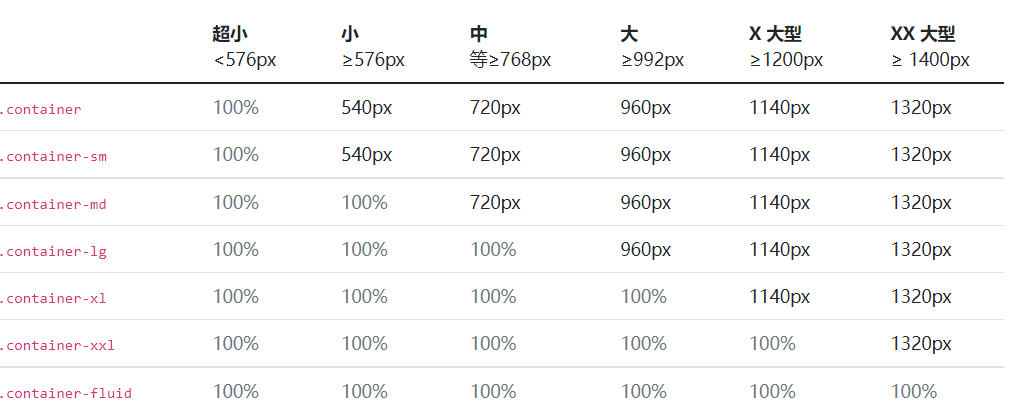 超小 小 中 大 X 大型 XX 大型
<576px ≥576px 等≥768px ≥992px ≥1200px ≥ 1400px
.container 100% 540px 720px 960px 1140px 1320px
.container-sm 100% 540px 720px 960px 1140px 1320px
.container-md 100% 100% 720px 960px 1140px 1320px
.container-lg 100% 100% 100% 960px 1140px 1320px
.container-xl 100% 100% 100% 100% 1140px 1320px
.container-xxl 100% 100% 100% 100% 100% 1320px
.container-fluid 100% 100% 100% 100% 100% 100%